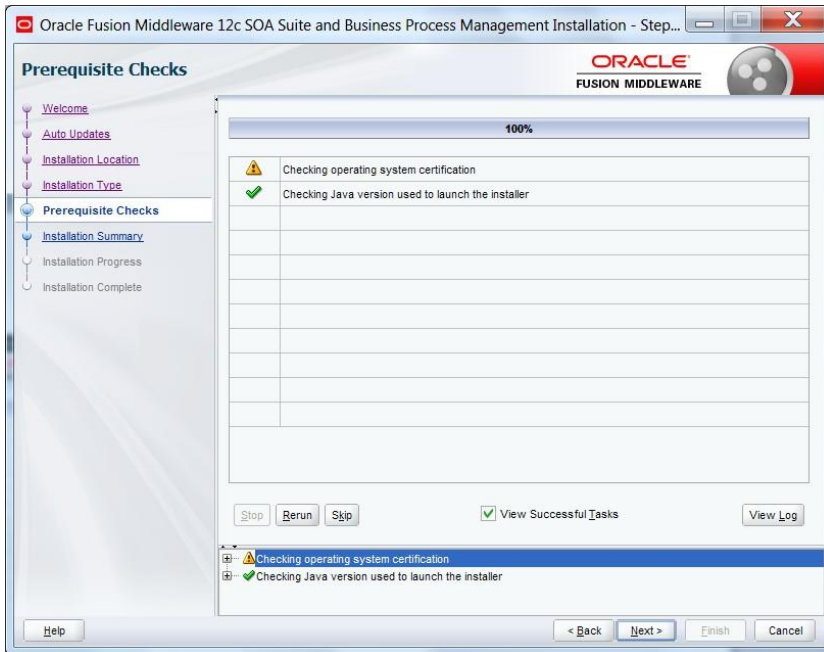 Oracle Fusion Middleware 12c SOA Suite and Business Process Management Installation - Step...
Prerequisite Checks
ORACLE
FUSION MIDDLEWARE
Welcome
Auto Updates
Installation Location
Installation Type
Prerequisite Checks
Installation Summary
Installation Progress
Installation Complete
100%
Checking operating system certification
Checking Java version used to launch the installer
Stop Rerun Skip View Successful Tasks View Log
Checking operating system certification
Checking Java version used to launch the installer
Help < Back Next > Finish Cancel